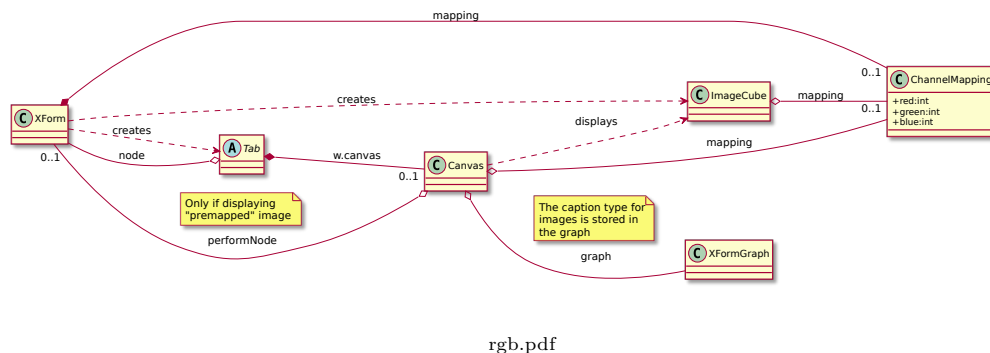 mapping
0..1
C ChannelMapping
+red:int
+green:int
+blue:int
C ImageCube
mapping
0..1
creates
C XForm
creates
displays
0..1
node
A Tab
w.canvas
0..1
C Canvas
mapping
Only if displaying
"premapped" image
The caption type for
images is stored in
the graph
performNode
graph
C XFormGraph
rgb.pdf